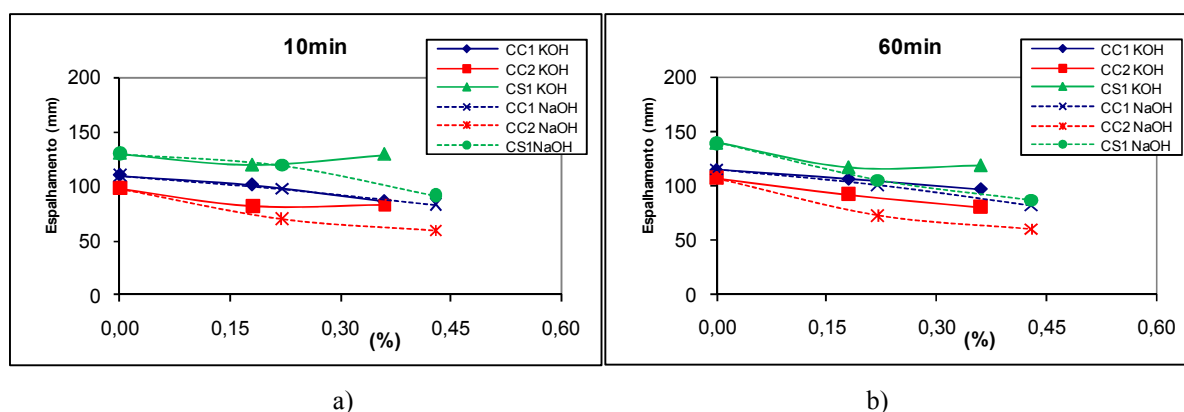 10min
CC1 KOH
CC2 KOH
CS1 KOH
CC1 NaOH
CC2 NaOH
CS1NaOH
Espalhamento (mm)
200
150
100
50
0
0,00
0,15
0,30
0,45
0,60
(%)
a)
60min
CC1 KOH
CC2 KOH
CS1 KOH
CC1 NaOH
CC2 NaOH
CS1 NaOH
Espalhamento (mm)
200
150
100
50
0
0,00
0,15
0,30
0,45
0,60
(%)
b)